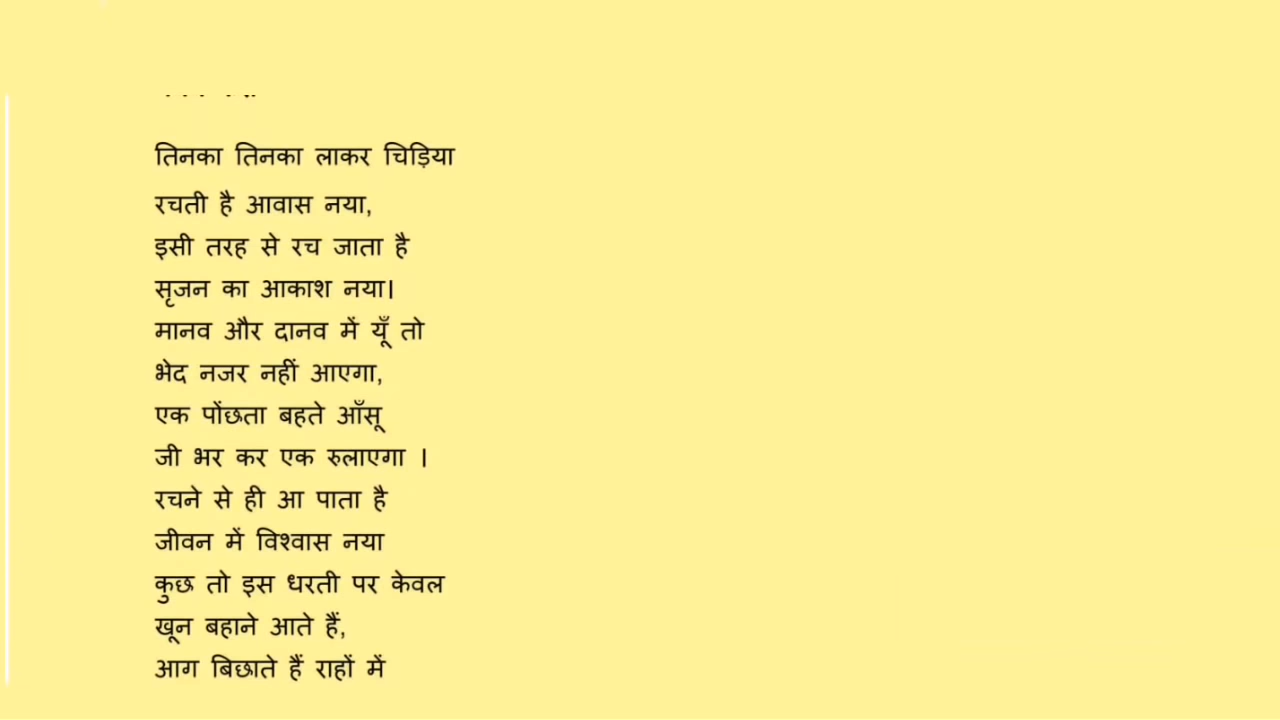 तिनका तिनका लाकर चिड़िया
रचती है आवास नया,
इसी तरह से रच जाता है
सृजन का आकाश नया।
मानव और दानव में यूँ तो
भेद नजर नहीं आएगा,
एक पोंछता बहते आँसू
जी भर कर एक रुलाएगा ।
रचने से ही आ पाता है
जीवन में विश्वास नया
कुछ तो इस धरती पर केवल
खून बहाने आते हैं,
आग बिछाते हैं राहों में